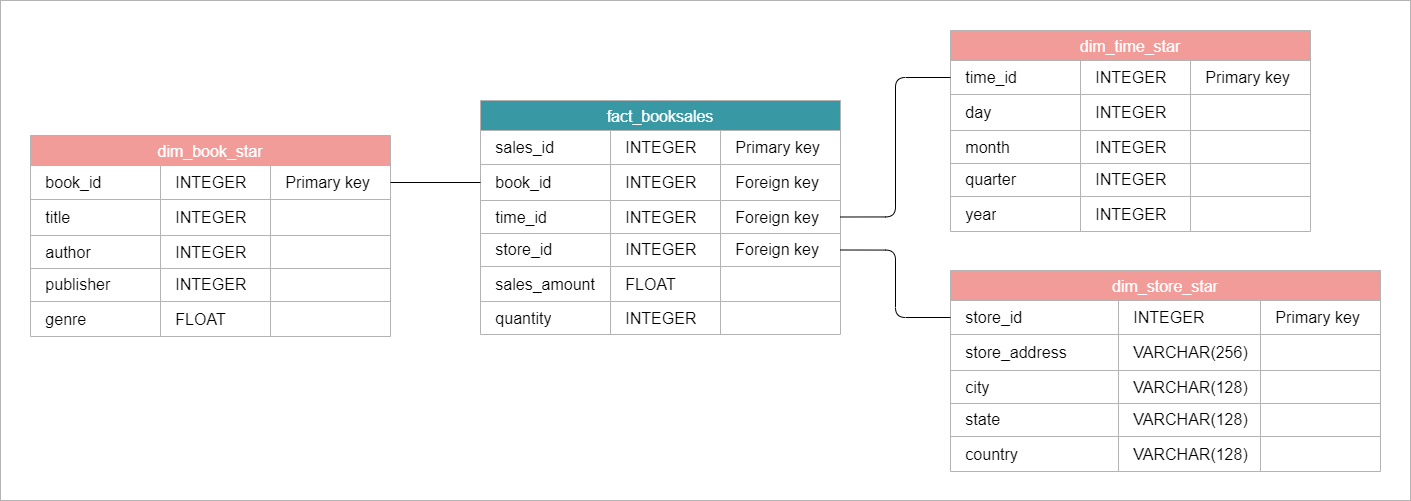 dim_book_star
book_id INTEGER Primary key
title INTEGER
author INTEGER
publisher INTEGER
genre FLOAT
fact_booksales
sales_id INTEGER Primary key
book_id INTEGER Foreign key
time_id INTEGER Foreign key
store_id INTEGER Foreign key
sales_amount FLOAT
quantity INTEGER
dim_time_star
time_id INTEGER Primary key
day INTEGER
month INTEGER
quarter INTEGER
year INTEGER
dim_store_star
store_id INTEGER Primary key
store_address VARCHAR(256)
city VARCHAR(128)
state VARCHAR(128)
country VARCHAR(128)